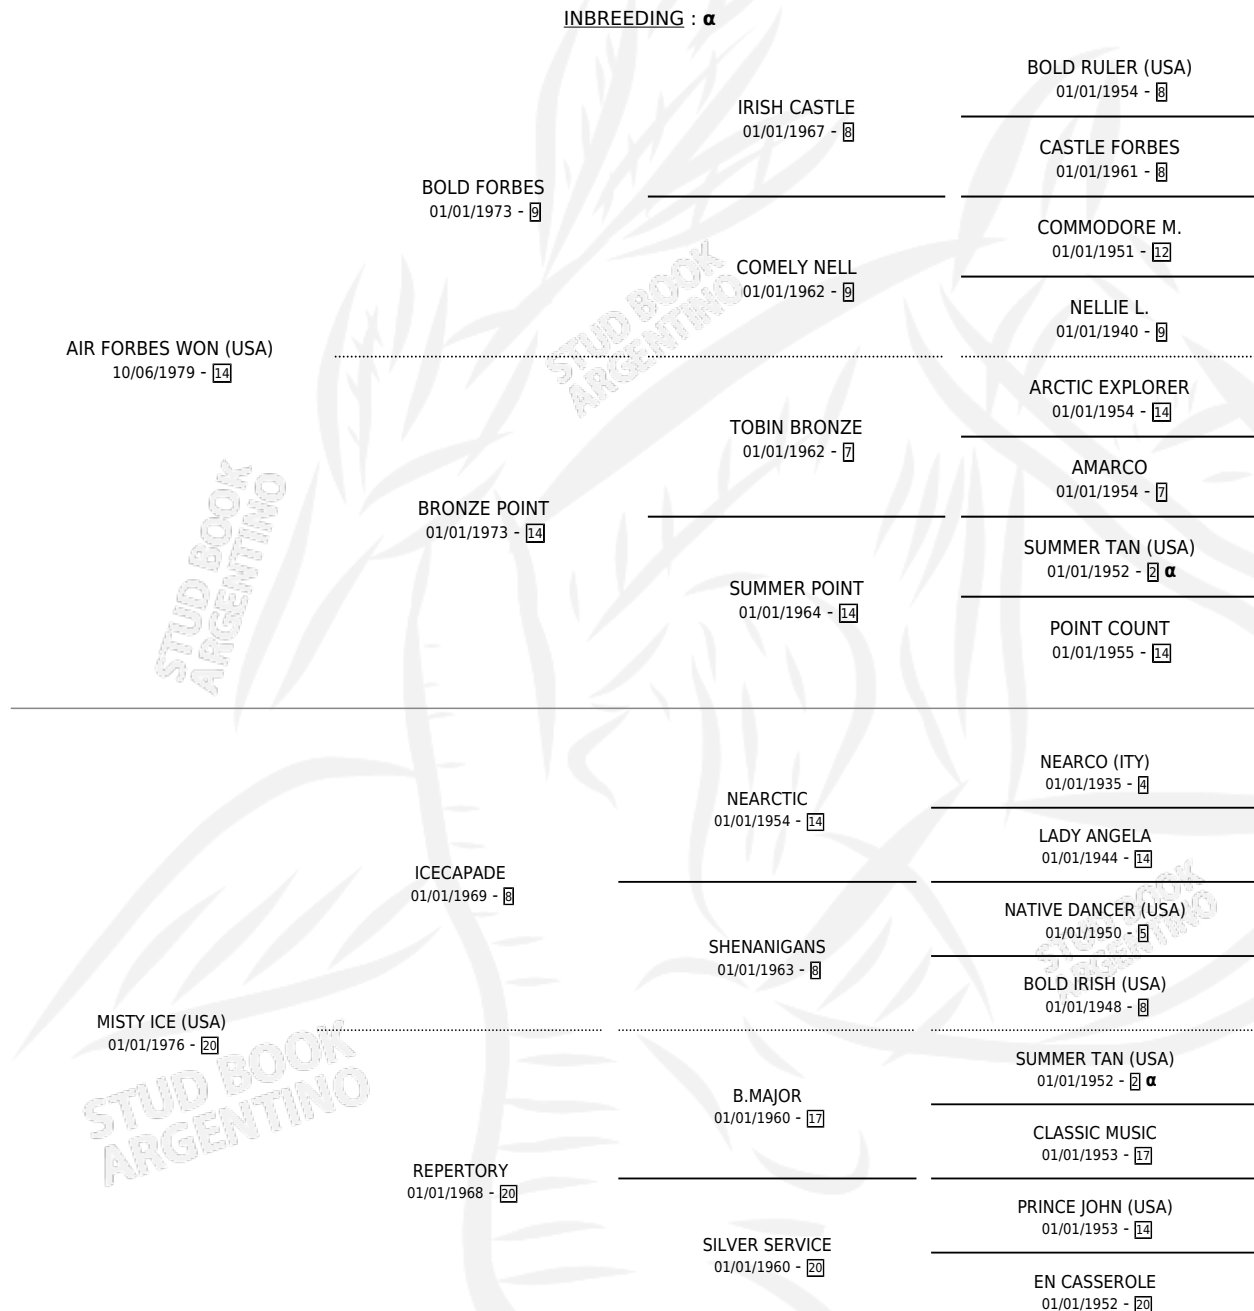 INBREEDING : α
BOLD RULER (USA)
01/01/1954 - 8
IRISH CASTLE
01/01/1967 - 8
CASTLE FORBES
01/01/1961 - 8
BOLD FORBES
01/01/1973 - 9
COMMODORE M.
01/01/1951 - 12
COMELY NELL
01/01/1962 - 9
NELLIE L.
01/01/1940 - 9
AIR FORBES WON (USA)
10/06/1979 - 14
ARCTIC EXPLORER
01/01/1954 - 14
TOBIN BRONZE
01/01/1962 - 7
AMARCO
01/01/1954 - 7
BRONZE POINT
01/01/1973 - 14
SUMMER TAN (USA)
01/01/1952 - 2 α
SUMMER POINT
01/01/1964 - 14
POINT COUNT
01/01/1955 - 14
NEARCO (ITY)
01/01/1935 - 4
NEARCTIC
01/01/1954 - 14
LADY ANGELA
01/01/1944 - 14
ICECAPADE
01/01/1969 - 8
NATIVE DANCER (USA)
01/01/1950 - 5
SHENANIGANS
01/01/1963 - 8
BOLD IRISH (USA)
01/01/1948 - 8
MISTY ICE (USA)
01/01/1976 - 20
SUMMER TAN (USA)
01/01/1952 - 2 α
B.MAJOR
01/01/1960 - 17
CLASSIC MUSIC
01/01/1953 - 17
REPERTORY
01/01/1968 - 20
PRINCE JOHN (USA)
01/01/1953 - 14
SILVER SERVICE
01/01/1960 - 20
EN CASSEROLE
01/01/1952 - 20
STUD BOOK
ARGENTINO
STUD BOOK
ARGENTINO
STUD BOOK
ARGENTINO
STUD BOOK
ARGENTINO